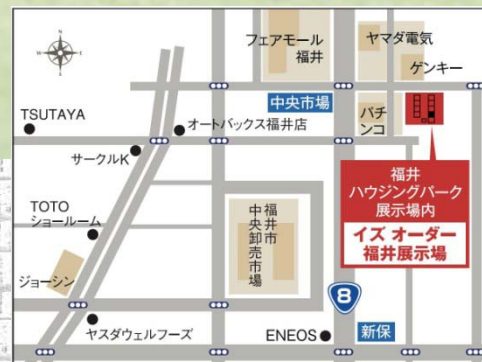 フェアモール
福井
ヤマダ電気
ゲンキー
N
W
E
S
中央市場
パチ
ンコ
TSUTAYA
オートバックス福井店
サークルK
福井
ハウジングパーク
展示場内
イズ オーダー
福井展示場
TOTO
ショールーム
福井市
中央卸売市場
ジョーシン
8
新保
ヤスダウェルフーズ
ENEOS